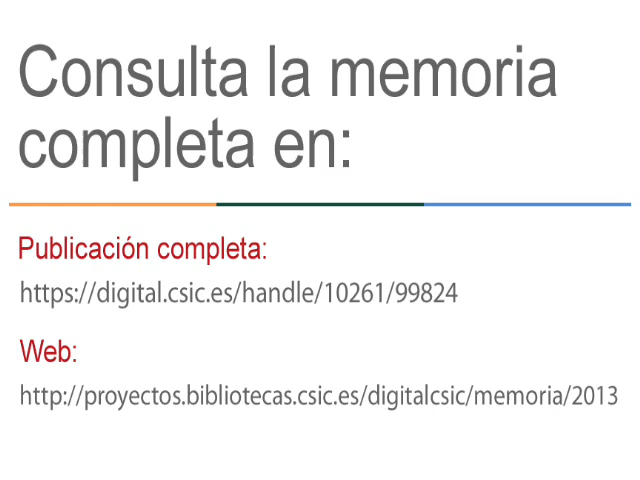 Consulta la memoria
completa en:
Publicación completa:
https://digital.csic.es/handle/10261/99824
Web:
http://proyectos.bibliotecas.csic.es/digitalcsic/memoria/2013